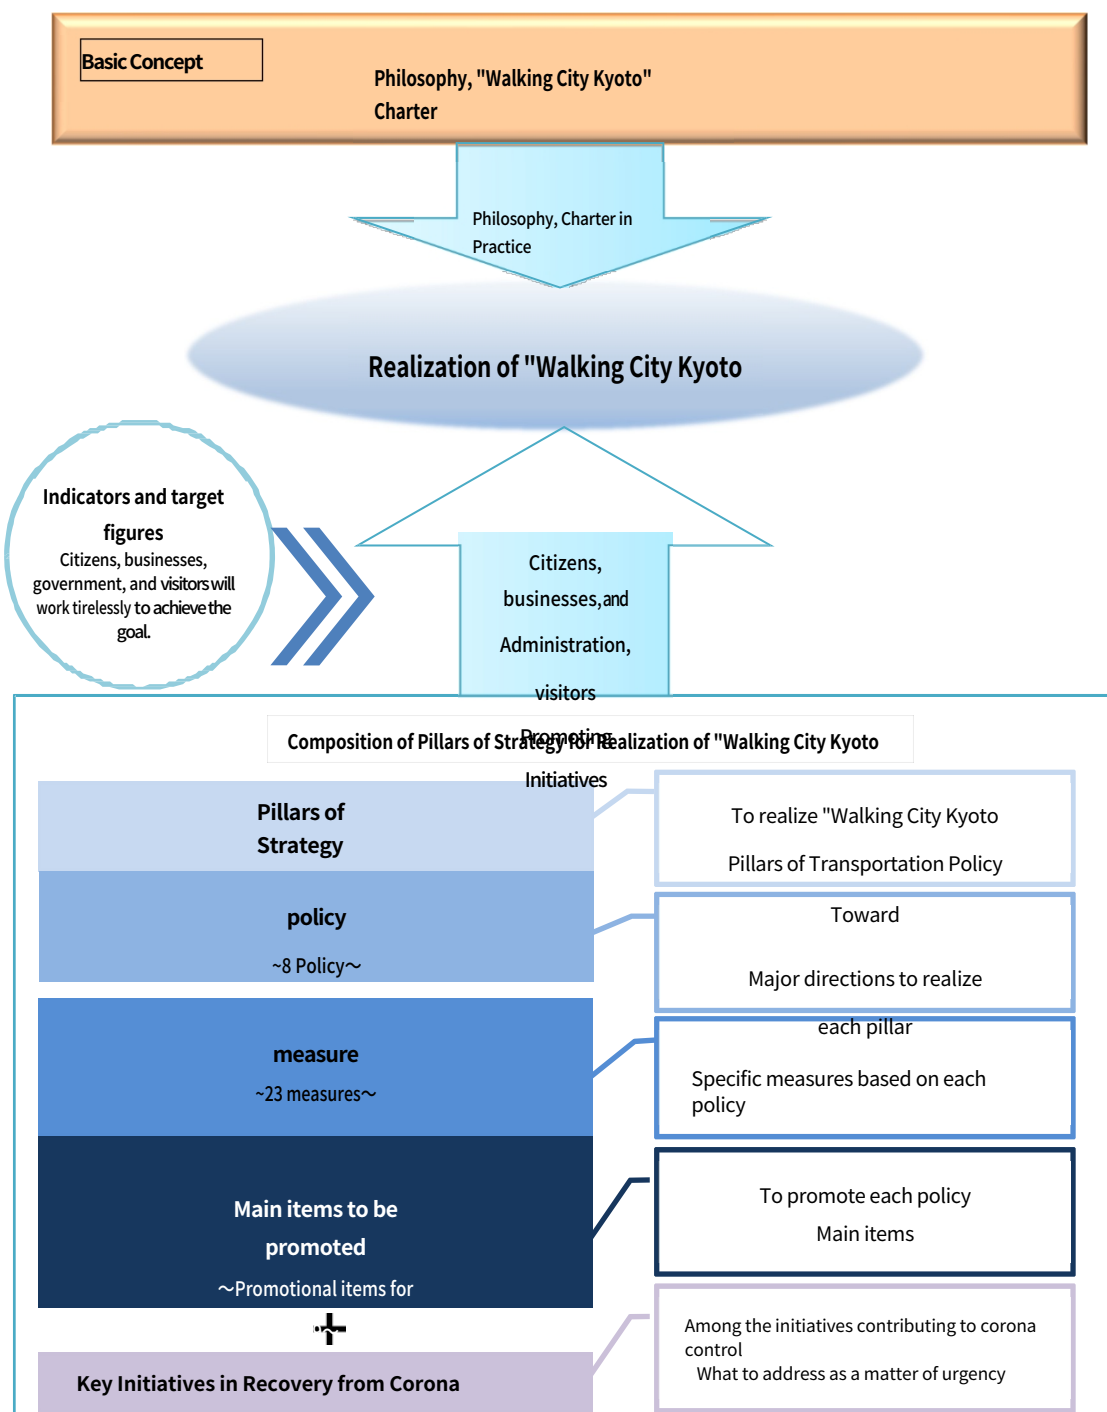 Basic Concept
Philosophy, "Walking City Kyoto"
Charter
Philosophy, Charter in
Practice
Realization of "Walking City Kyoto
Indicators and target
figures
Citizens, businesses,
government, and visitors will
work tirelessly to achieve the
goal.
Citizens,
businesses,and
Administration,
visitors
Promoting
Initiatives
Composition of Pillars of Strategy for Realization of "Walking City Kyoto
Pillars of
Strategy
To realize "Walking City Kyoto
Pillars of Transportation Policy
policy
~8 Policy～
Toward
Major directions to realize
each pillar
measure
~23 measures～
Specific measures based on each
policy
Main items to be
promoted
～Promotional items for
To promote each policy
Main items
Key Initiatives in Recovery from Corona
Among the initiatives contributing to corona
control
What to address as a matter of urgency